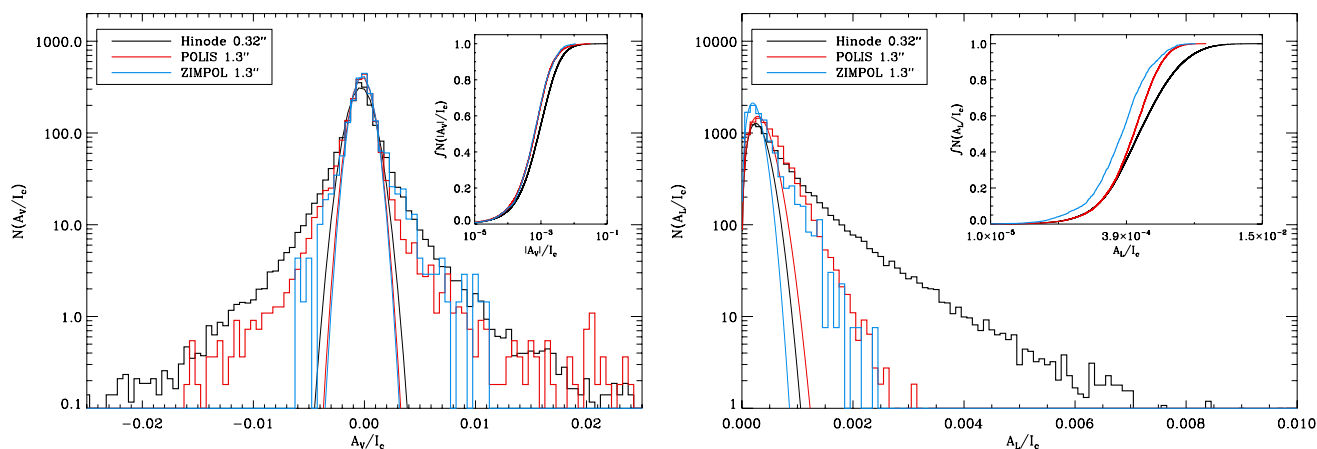 1000.0
100.0
10.0
1.0
0.1
N(A_V/I_c)
Hinode 0.32"
POLIS 1.3"
ZIMPOL 1.3"
1.0
0.8
0.6
0.4
0.2
0.0
∫N(|A_V|/I_c)
10^-5 10^-3 10^-1
|A_V|/I_c
-0.02 -0.01 0.00 0.01 0.02
A_V/I_c
10000
1000
100
10
1
N(A_L/I_c)
Hinode 0.32"
POLIS 1.3"
ZIMPOL 1.3"
1.0
0.8
0.6
0.4
0.2
0.0
∫N(A_L/I_c)
1.0×10^-5 3.9×10^-4 1.5×10^-2
A_L/I_c
0.000 0.002 0.004 0.006 0.008 0.010
A_L/I_c